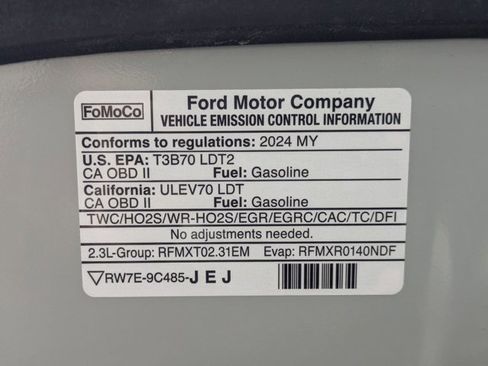 FoMoCo
Ford Motor Company
VEHICLE EMISSION CONTROL INFORMATION
Conforms to regulations: 2024 MY
U.S. EPA: T3B70 LDT2
CA OBD II Fuel: Gasoline
California: ULEV70 LDT
CA OBD II Fuel: Gasoline
TWC/HO2S/WR-HO2S/EGR/EGRC/CAC/TC/DFI
No adjustments needed.
2.3L-Group: RFMXT02.31EM Evap: RFMXR0140NDF
RW7E-9C485-JEJ